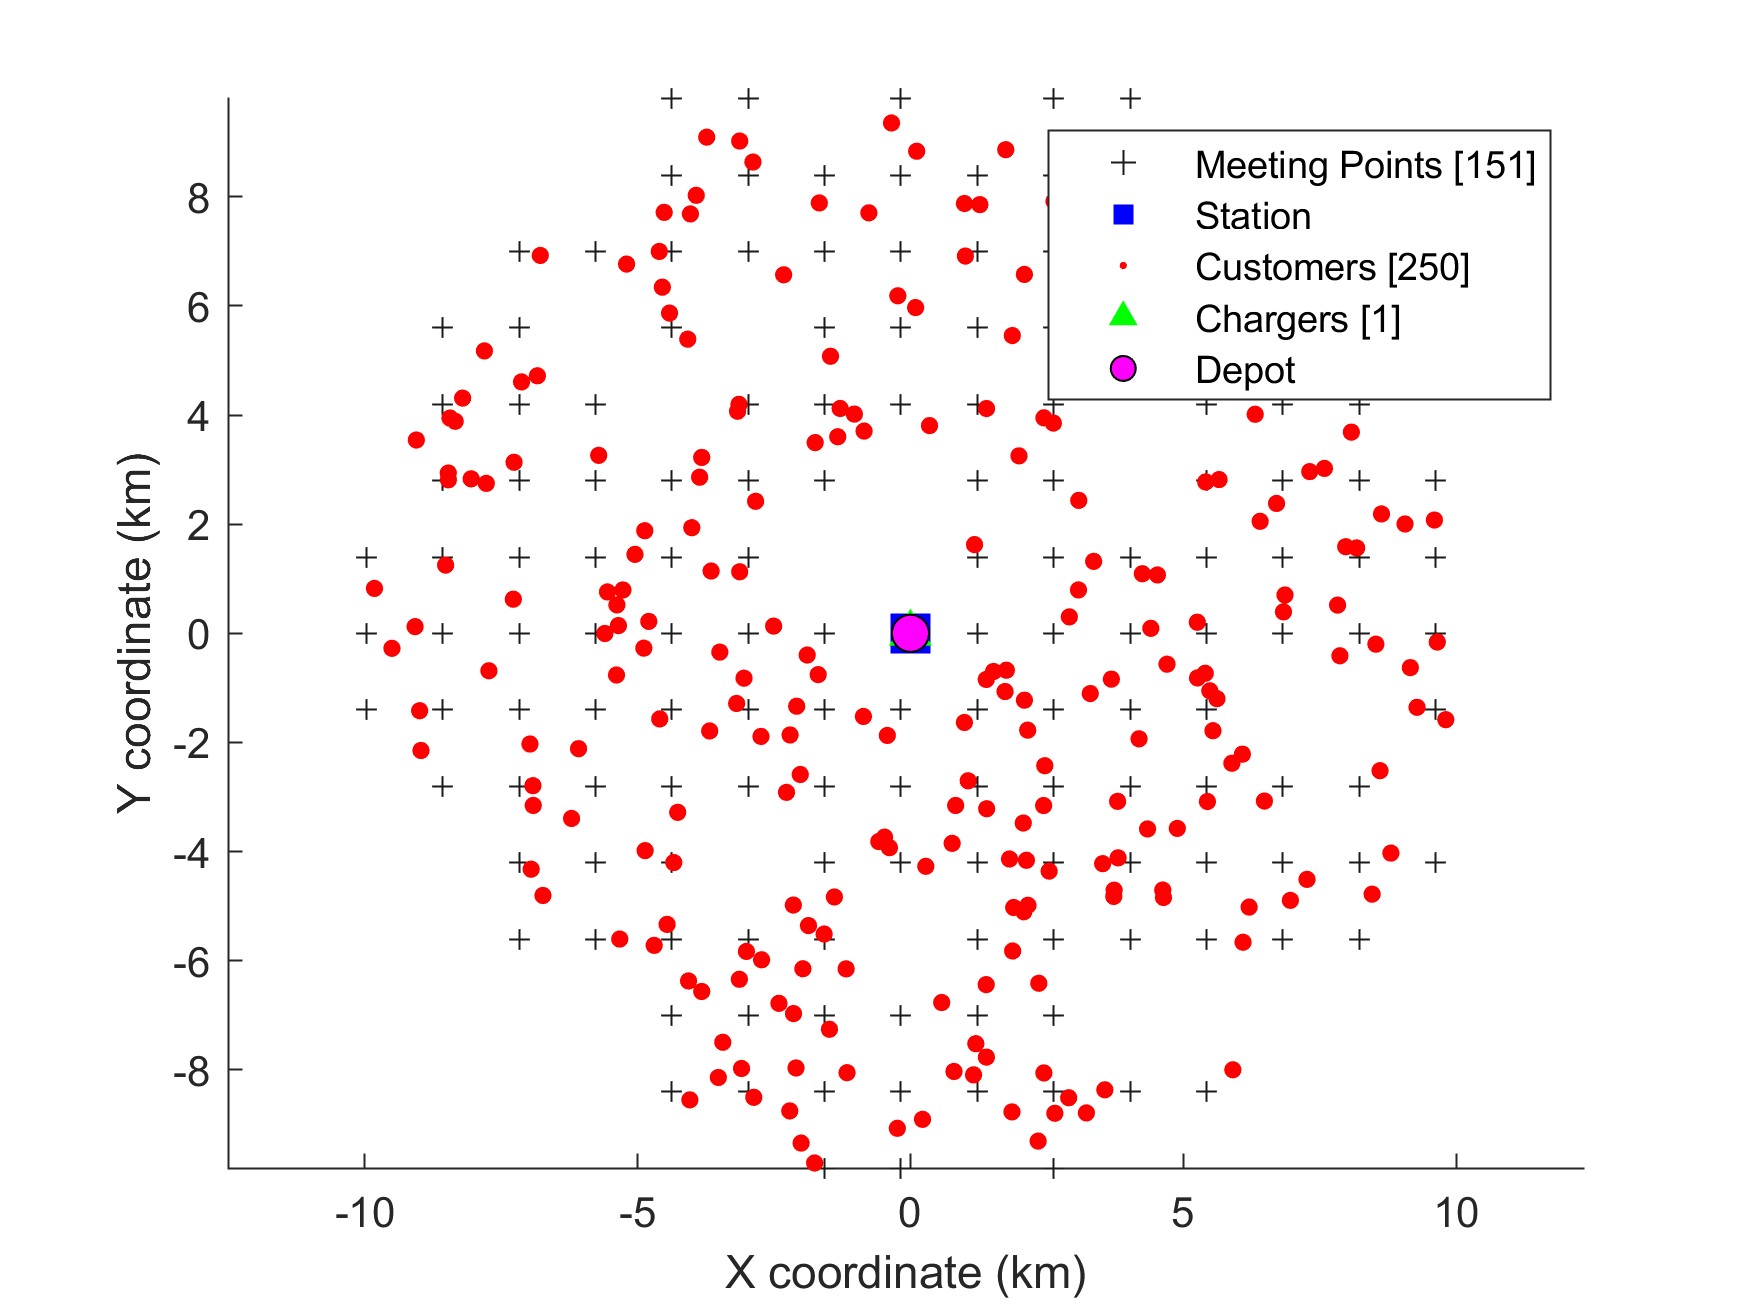 Meeting Points [151]
Station
Customers [250]
Chargers [1]
Depot
8
6
4
2
0
-2
-4
-6
-8
Y coordinate (km)
-10 -5 0 5 10
X coordinate (km)